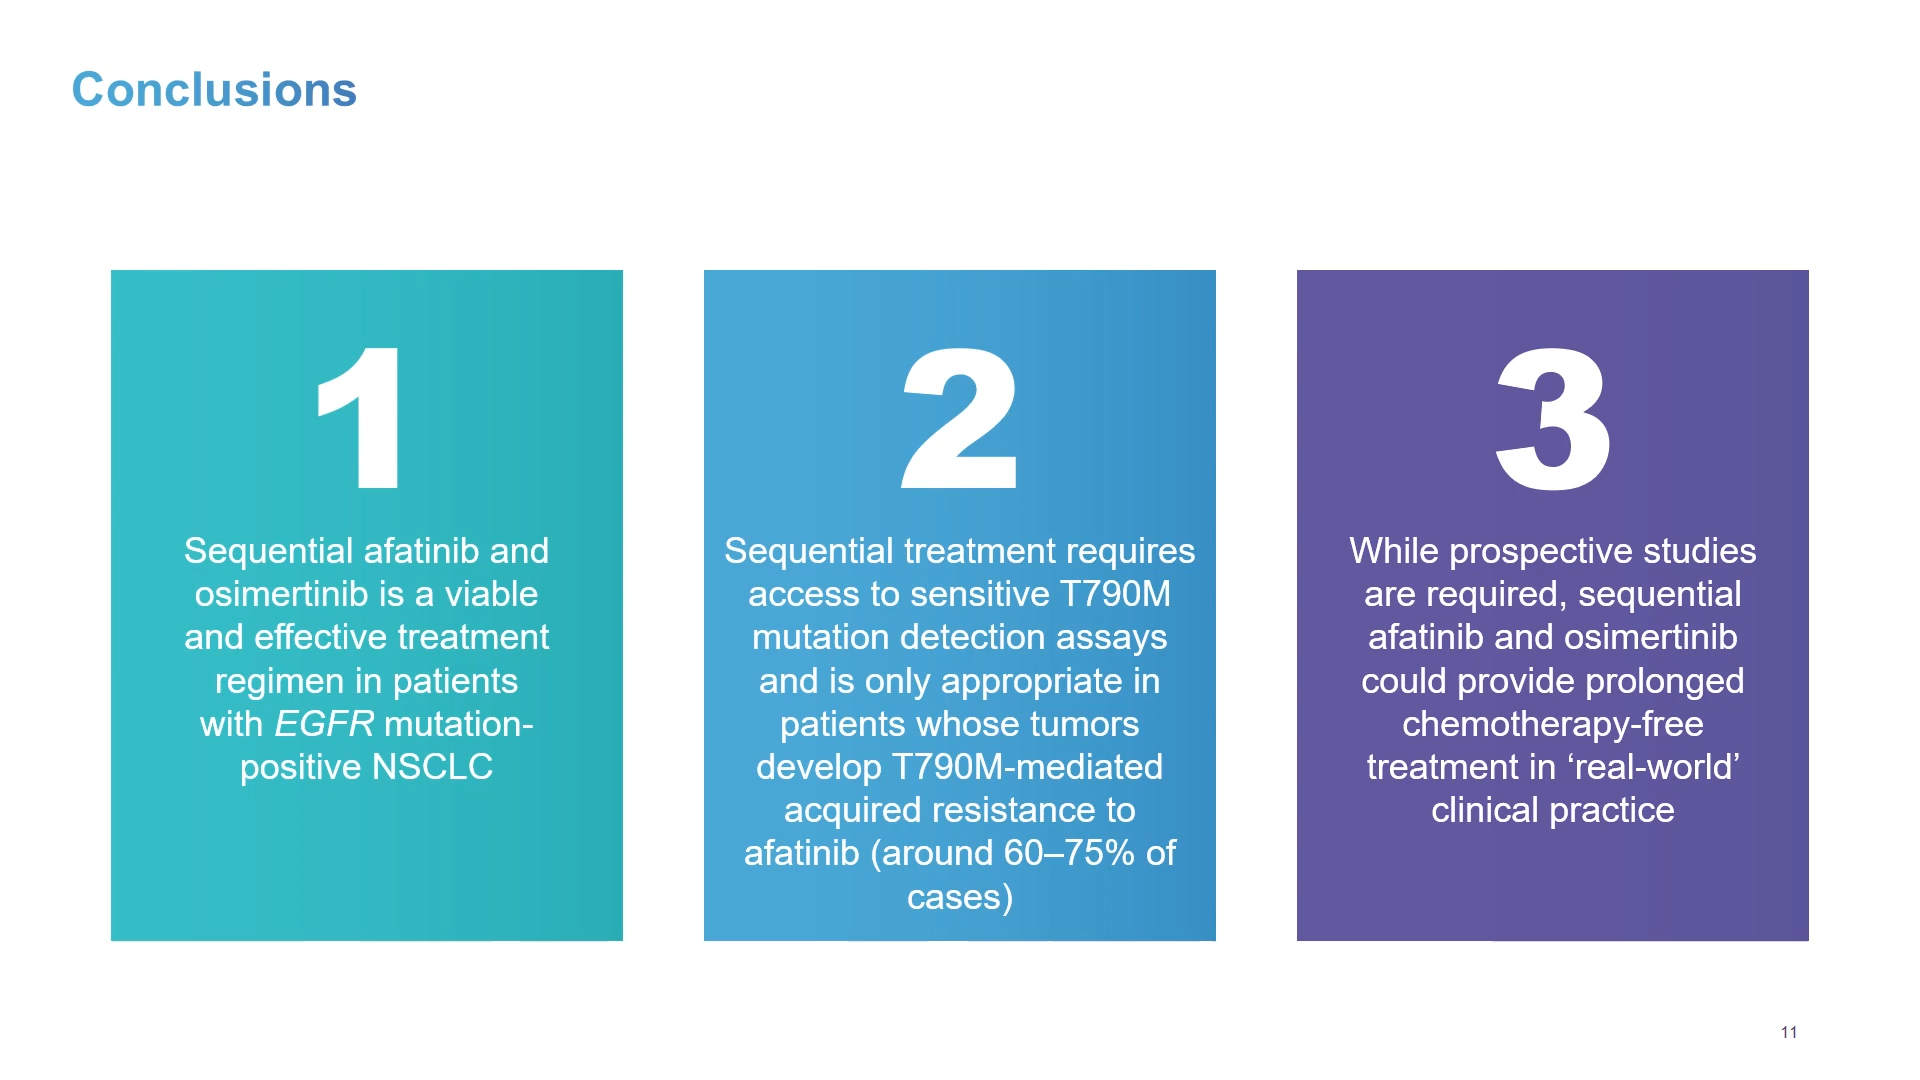 Conclusions
1
Sequential afatinib and
osimertinib is a viable
and effective treatment
regimen in patients
with EGFR mutation-
positive NSCLC
2
Sequential treatment requires
access to sensitive T790M
mutation detection assays
and is only appropriate in
patients whose tumors
develop T790M-mediated
acquired resistance to
afatinib (around 60–75% of
cases)
3
While prospective studies
are required, sequential
afatinib and osimertinib
could provide prolonged
chemotherapy-free
treatment in ‘real-world’
clinical practice
11